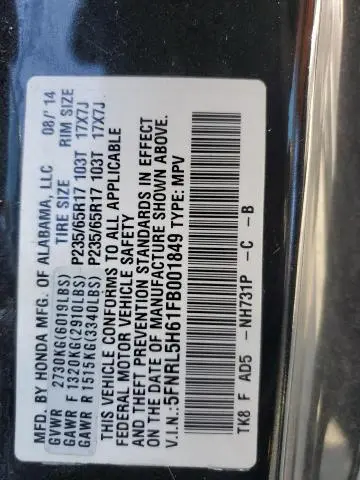 MFD. BY HONDA MFG. OF ALABAMA, LLC 08/'14
GVWR 2730KG(6019LBS) TIRE SIZE RIM SIZE
GAWR F 1320KG(2910LBS) P235/65R17 103T 17X7J
GAWR R 1515KG(3340LBS) P235/65R17 103T 17X7J
THIS VEHICLE CONFORMS TO ALL APPLICABLE
FEDERAL MOTOR VEHICLE SAFETY
AND THEFT PREVENTION STANDARDS IN EFFECT
ON THE DATE OF MANUFACTURE SHOWN ABOVE.
V.I.N.:5FNRL5H61FB001849 TYPE: MPV
TK8 F AD5 -NH731P -C -B